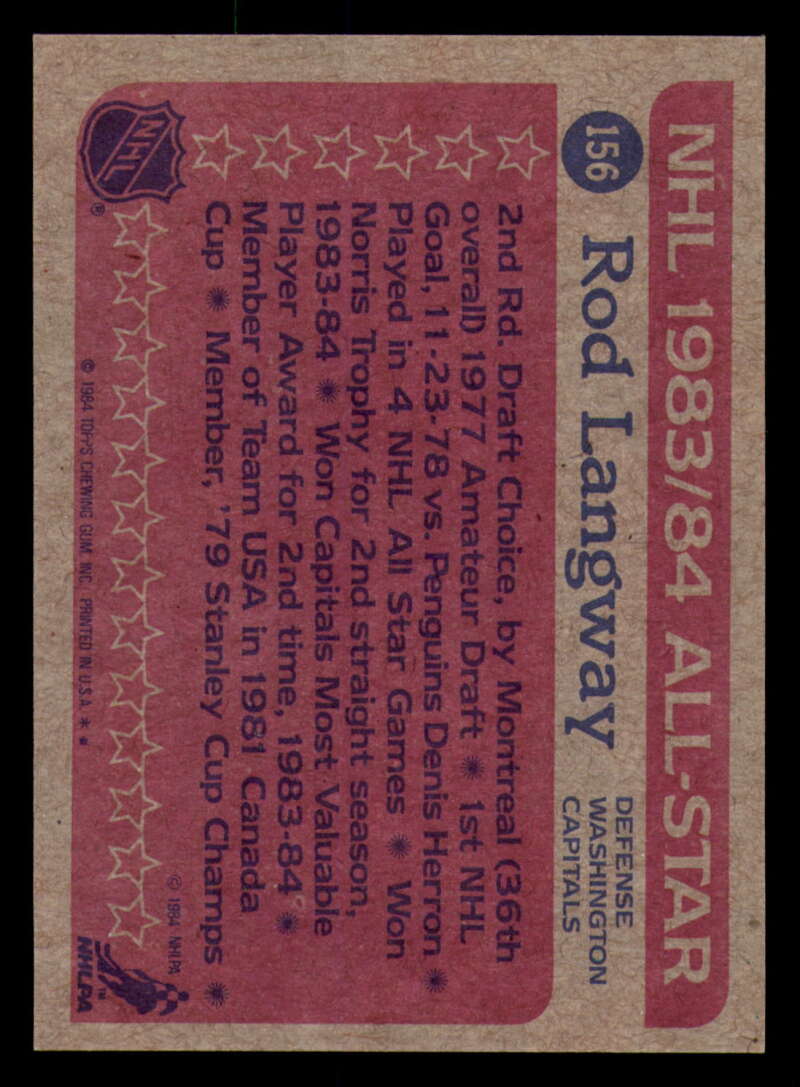 NHL 1983/84 ALL-STAR
156
Rod Langway
DEFENSE
WASHINGTON
CAPITALS
2nd Rd. Draft Choice, by Montreal (36th
overall) 1977 Amateur Draft ✺ 1st NHL
Goal, 11-23-78 vs. Penguins Denis Herron ✺
Played in 4 NHL All Star Games ✺ Won
Norris Trophy for 2nd straight season,
1983-84 ✺ Won Capitals Most Valuable
Player Award for 2nd time, 1983-84 ✺
Member of Team USA in 1981 Canada
Cup ✺ Member, '79 Stanley Cup Champs ✺
NHL
®
© 1984 NHLPA
© 1984 TOPPS CHEWING GUM, INC. PRINTED IN U.S.A. * *
NHLPA
™